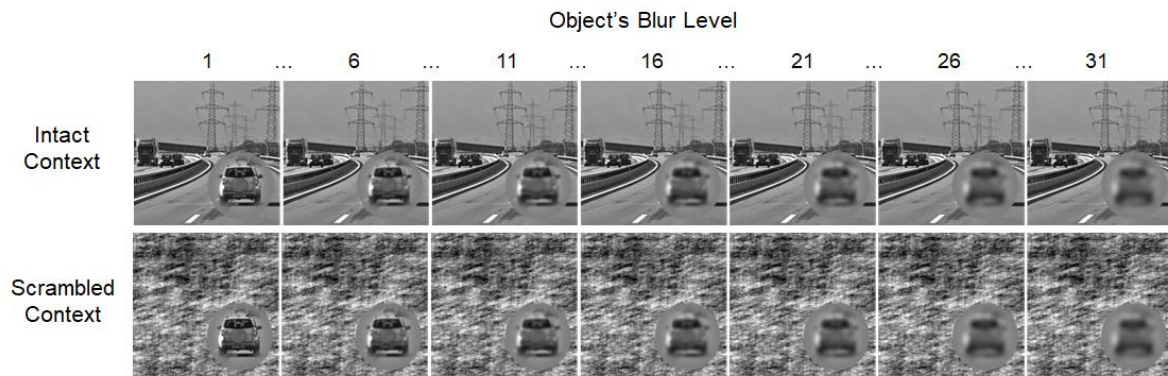 Object's Blur Level
1 ... 6 ... 11 ... 16 ... 21 ... 26 ... 31
Intact
Context
Scrambled
Context